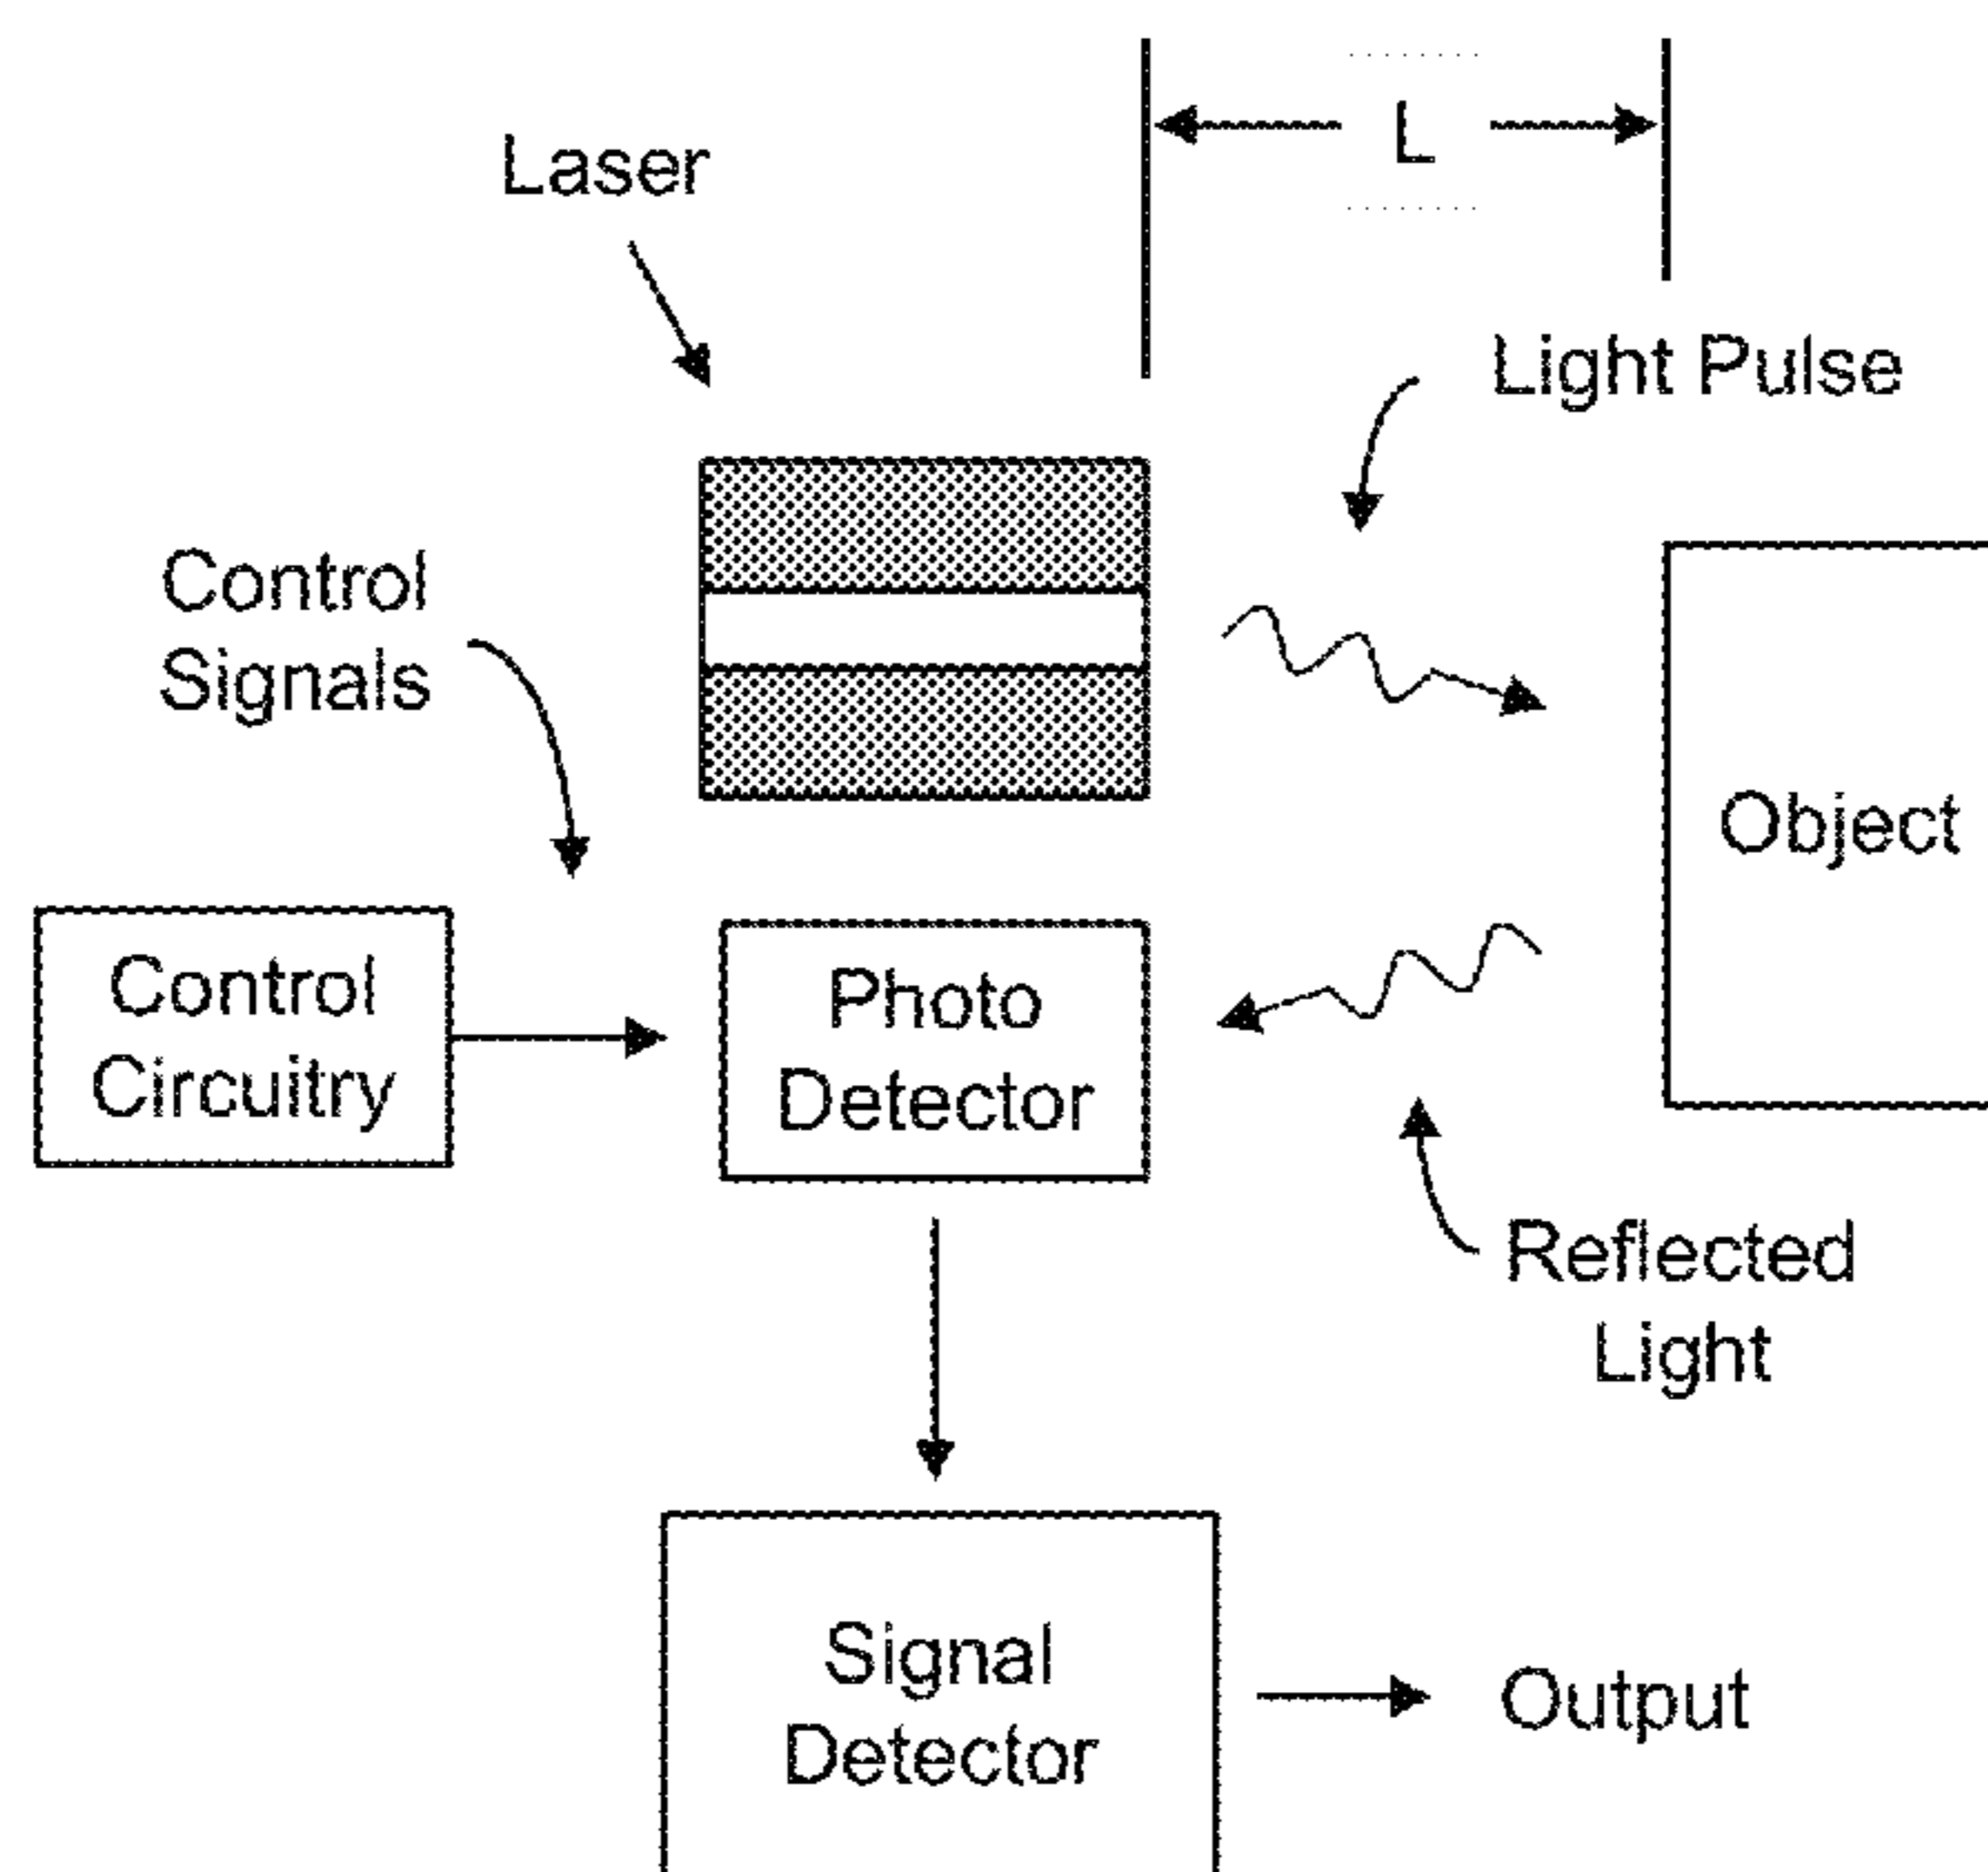 L
Laser
Light Pulse
Control
Signals
Object
Control
Circuitry
Photo
Detector
Reflected
Light
Signal
Detector
Output